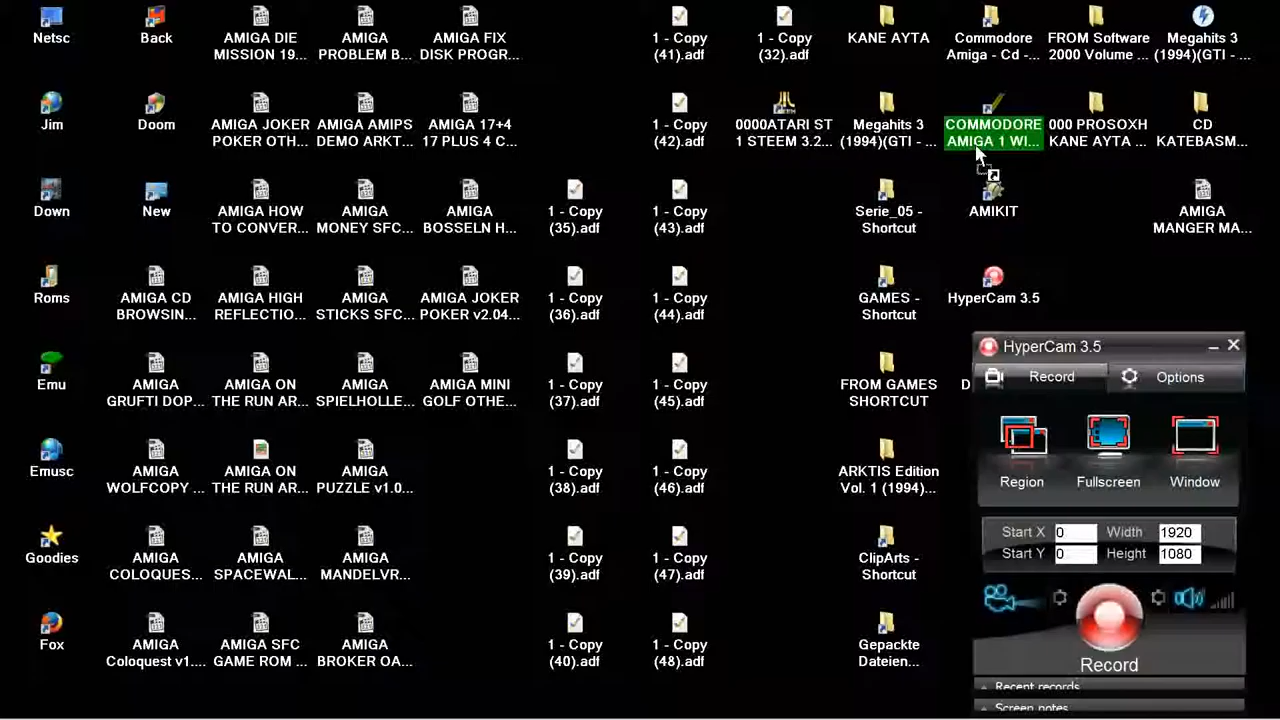 Netsc
Back
AMIGA DIE
MISSION 19...
AMIGA
PROBLEM B...
AMIGA FIX
DISK PROGR...
1 - Copy
(41).adf
1 - Copy
(32).adf
KANE AYTA
Commodore
Amiga - Cd -...
FROM Software
2000 Volume ...
Megahits 3
(1994)(GTI - ...
Jim
Doom
AMIGA JOKER
POKER OTH...
AMIGA AMIPS
DEMO ARKT...
AMIGA 17+4
17 PLUS 4 C...
1 - Copy
(42).adf
0000ATARI ST
1 STEEM 3.2...
Megahits 3
(1994)(GTI - ...
COMMODORE
AMIGA 1 WI...
000 PROSOXH
KANE AYTA ...
CD
KATEBASM...
Down
New
AMIGA HOW
TO CONVER...
AMIGA
MONEY SFC...
AMIGA
BOSSELN H...
1 - Copy
(35).adf
1 - Copy
(43).adf
Serie_05 -
Shortcut
AMIKIT
AMIGA
MANGER MA...
Roms
AMIGA CD
BROWSIN...
AMIGA HIGH
REFLECTIO...
AMIGA
STICKS SFC...
AMIGA JOKER
POKER v2.04...
1 - Copy
(36).adf
1 - Copy
(44).adf
GAMES -
Shortcut
HyperCam 3.5
Emu
AMIGA
GRUFTI DOP...
AMIGA ON
THE RUN AR...
AMIGA
SPIELHOLLE...
AMIGA MINI
GOLF OTHE...
1 - Copy
(37).adf
1 - Copy
(45).adf
FROM GAMES
SHORTCUT
D
Emusc
AMIGA
WOLFCOPY ...
AMIGA ON
THE RUN AR...
AMIGA
PUZZLE v1.0...
1 - Copy
(38).adf
1 - Copy
(46).adf
ARKTIS Edition
Vol. 1 (1994)...
Goodies
AMIGA
COLOQUES...
AMIGA
SPACEWAL...
AMIGA
MANDELVR...
1 - Copy
(39).adf
1 - Copy
(47).adf
ClipArts -
Shortcut
Fox
AMIGA
Coloquest v1....
AMIGA SFC
GAME ROM ...
AMIGA
BROKER OA...
1 - Copy
(40).adf
1 - Copy
(48).adf
Gepackte
Dateien...
HyperCam 3.5
Record
Options
Region
Fullscreen
Window
Start X 0 Width 1920
Start Y 0 Height 1080
Record
Recent records
Screen notes